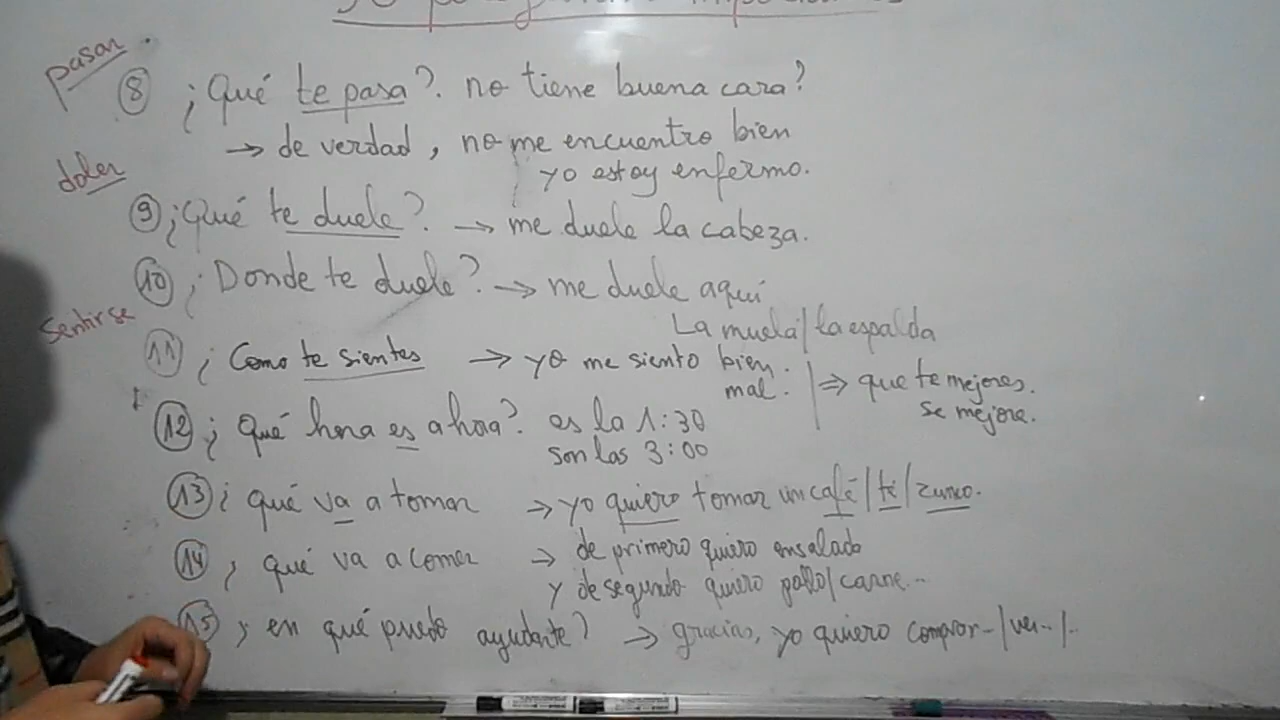 pasar
⑧ ¿Qué te pasa? no tiene buena cara?
→ de verdad, no me encuentro bien
yo estoy enfermo.
doler
⑨ ¿Qué te duele? → me duele la cabeza.
⑩ ¿Donde te duele? → me duele aquí
La muela/la espalda
Sentirse
⑪ ¿Como te sientes → yo me siento bien.
mal. ⇒ que te mejores.
se mejore.
⑫ ¿Qué hora es ahora? es la 1:30
son las 3:00
⑬ ¿qué va a tomar → yo quiero tomar un café/té/zumo.
⑭ ¿qué va a comer → de primero quiero ensalada
y de segundo quiero pollo/carne...
⑮ ¿en qué puedo ayudarte? → gracias, yo quiero comprar../ver../..